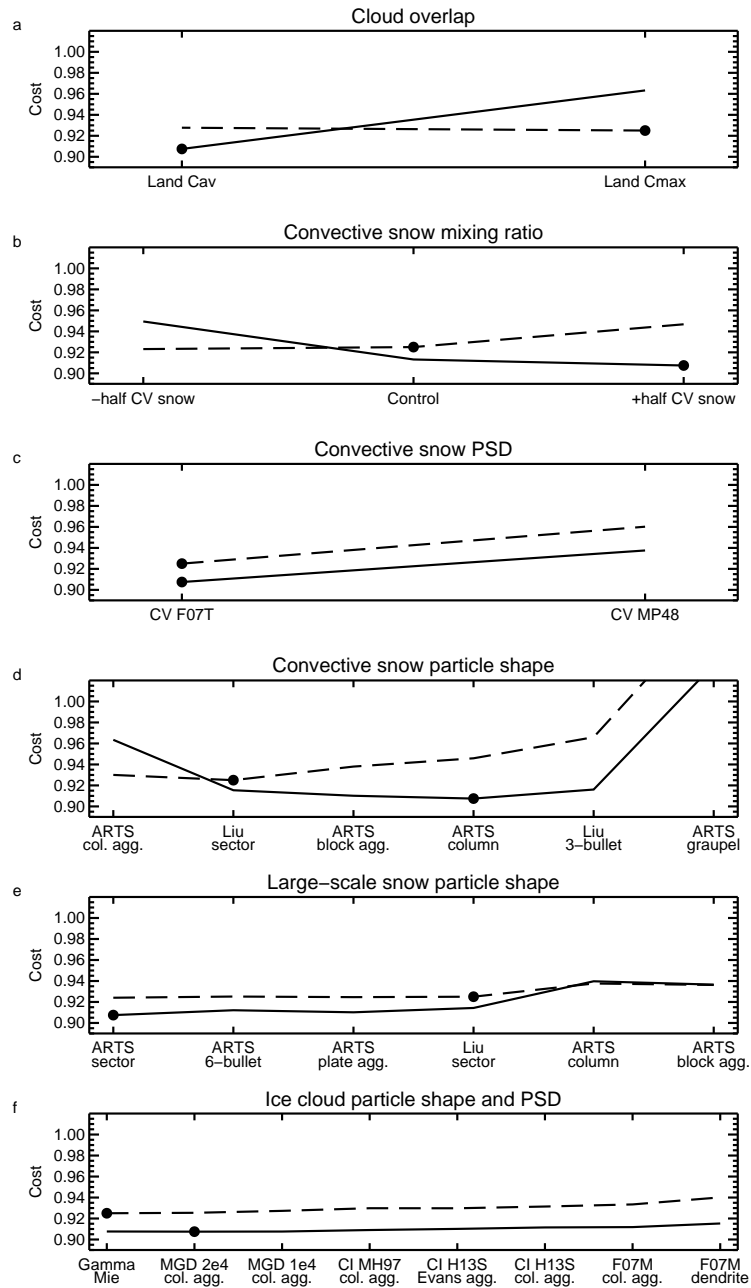 a
Cloud overlap
1.00
0.98
0.96
0.94
0.92
0.90
Cost
Land Cav
Land Cmax
b
Convective snow mixing ratio
1.00
0.98
0.96
0.94
0.92
0.90
Cost
−half CV snow
Control
+half CV snow
c
Convective snow PSD
1.00
0.98
0.96
0.94
0.92
0.90
Cost
CV F07T
CV MP48
d
Convective snow particle shape
1.00
0.98
0.96
0.94
0.92
0.90
Cost
ARTS
col. agg.
Liu
sector
ARTS
block agg.
ARTS
column
Liu
3−bullet
ARTS
graupel
e
Large−scale snow particle shape
1.00
0.98
0.96
0.94
0.92
0.90
Cost
ARTS
sector
ARTS
6−bullet
ARTS
plate agg.
Liu
sector
ARTS
column
ARTS
block agg.
f
Ice cloud particle shape and PSD
1.00
0.98
0.96
0.94
0.92
0.90
Cost
Gamma
Mie
MGD 2e4
col. agg.
MGD 1e4
col. agg.
CI MH97
col. agg.
CI H13S
Evans agg.
CI H13S
col. agg.
F07M
col. agg.
F07M
dendrite